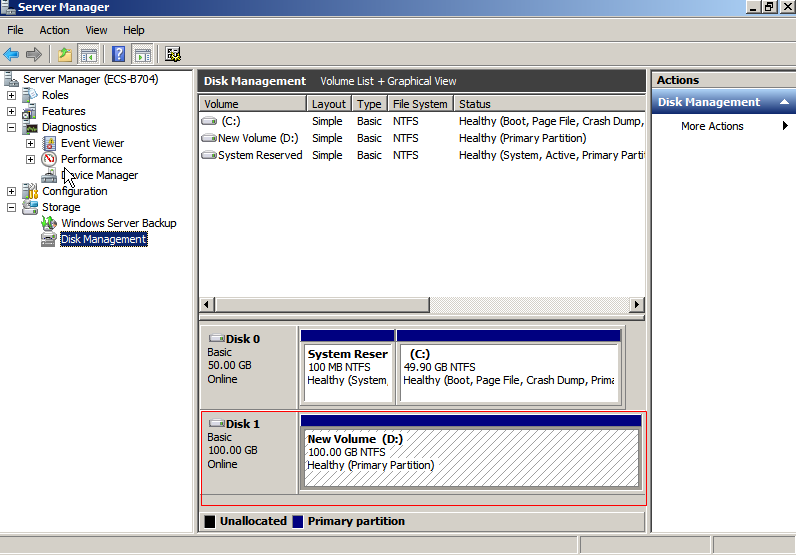 Server Manager
File Action View Help
Server Manager (ECS-B704)
Roles
Features
Diagnostics
Event Viewer
Performance
vice Manager
Configuration
Storage
Windows Server Backup
Disk Management
Disk Management Volume List + Graphical View
Volume Layout Type File System Status
(C:) Simple Basic NTFS Healthy (Boot, Page File, Crash Dump,
New Volume (D:) Simple Basic NTFS Healthy (Primary Partition)
System Reserved Simple Basic NTFS Healthy (System, Active, Primary Parti
Disk 0
Basic
50.00 GB
Online
System Reser
100 MB NTFS
Healthy (System,
(C:)
49.90 GB NTFS
Healthy (Boot, Page File, Crash Dump, Prima
Disk 1
Basic
100.00 GB
Online
New Volume (D:)
100.00 GB NTFS
Healthy (Primary Partition)
Unallocated Primary partition
Actions
Disk Management
More Actions